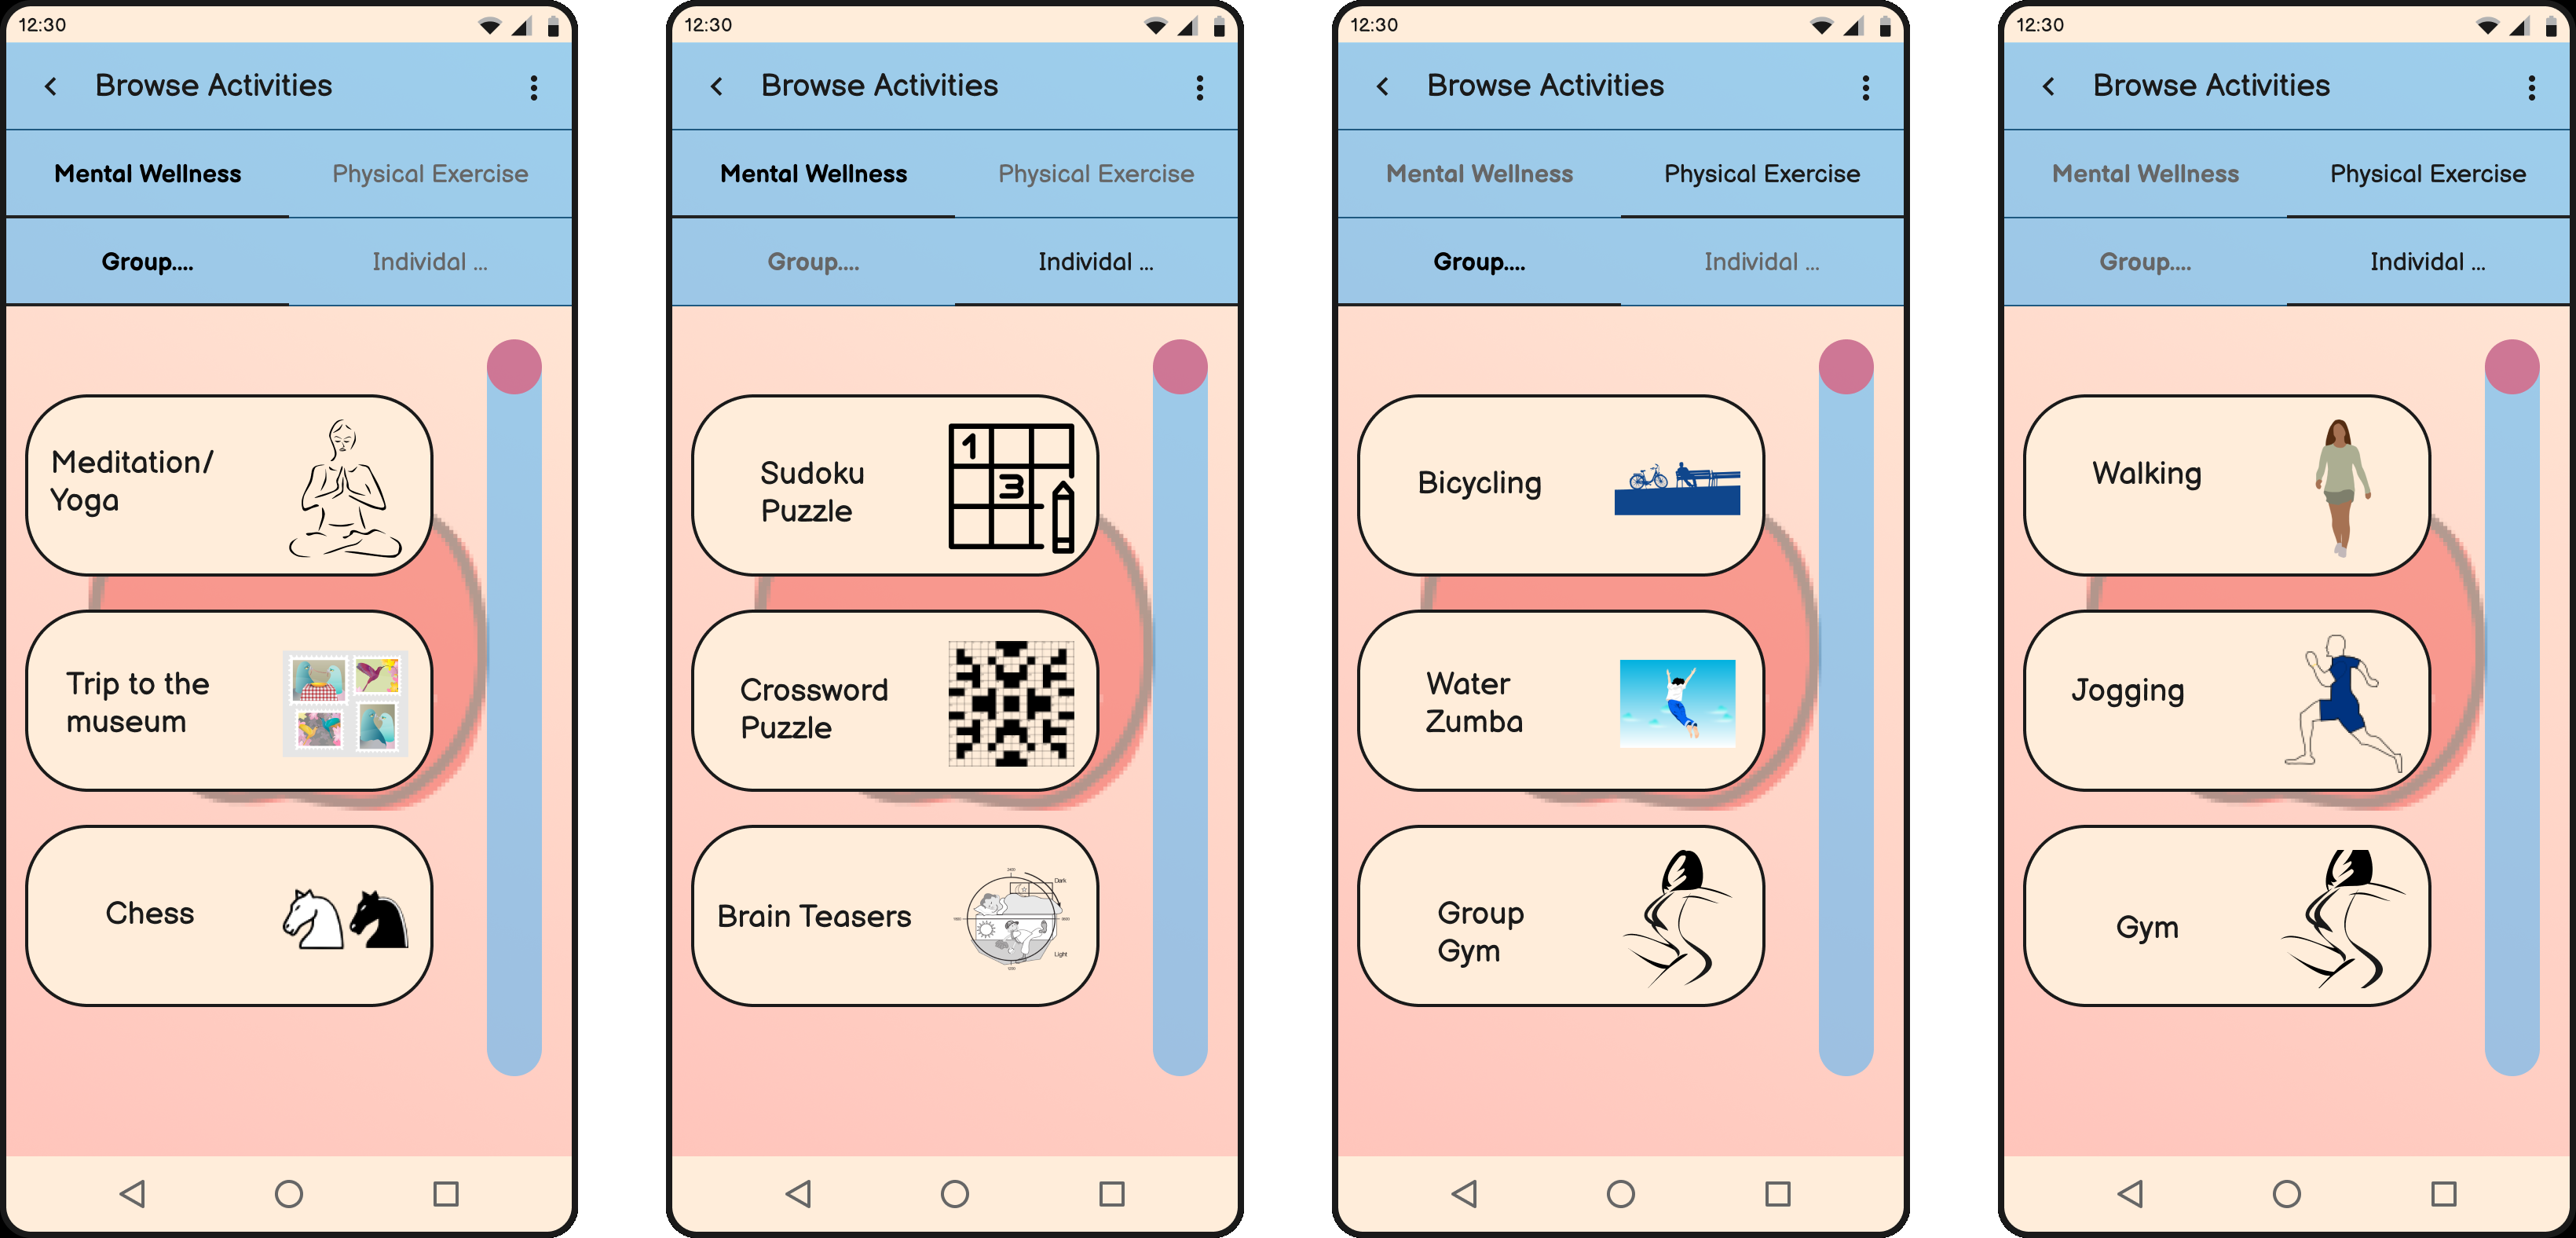 12:30
Browse Activities
Mental Wellness Physical Exercise
Group.... Individal ...
Meditation/
Yoga
Trip to the
museum
Chess
12:30
Browse Activities
Mental Wellness Physical Exercise
Group.... Individal ...
1
3
Sudoku
Puzzle
Crossword
Puzzle
Brain Teasers
Dark
Light
12:30
Browse Activities
Mental Wellness Physical Exercise
Group.... Individal ...
Bicycling
Water
Zumba
Group
Gym
12:30
Browse Activities
Mental Wellness Physical Exercise
Group.... Individal ...
Walking
Jogging
Gym